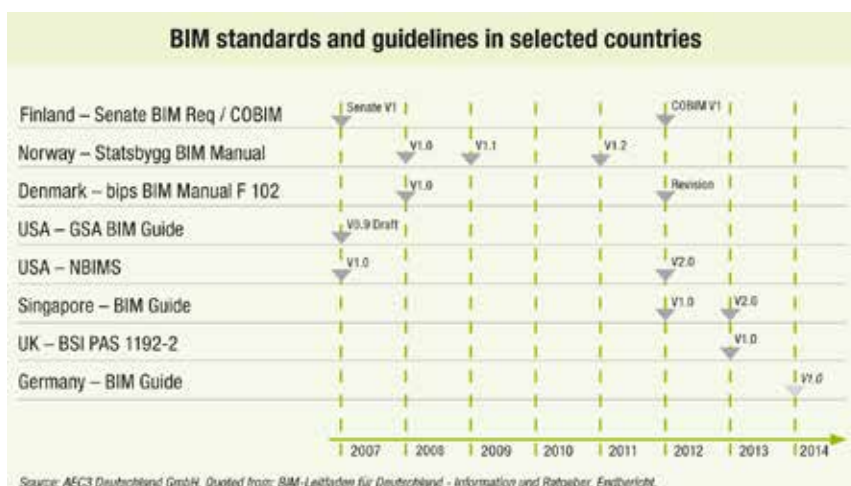 BIM standards and guidelines in selected countries
Finland – Senate BIM Req / COBIM
Senate V1
COBIM V1
Norway – Statsbygg BIM Manual
V1.0
V1.1
V1.2
Denmark – bips BIM Manual F 102
V1.0
Revision
USA – GSA BIM Guide
V0.9 Draft
USA – NBIMS
V1.0
V2.0
Singapore – BIM Guide
V1.0
V2.0
UK – BSI PAS 1192-2
V1.0
Germany – BIM Guide
V1.0
2007 2008 2009 2010 2011 2012 2013 2014
Source: AEC3 Deutschland GmbH. Quoted from: BIM-Leitfaden für Deutschland - Information und Ratgeber, Endbericht.